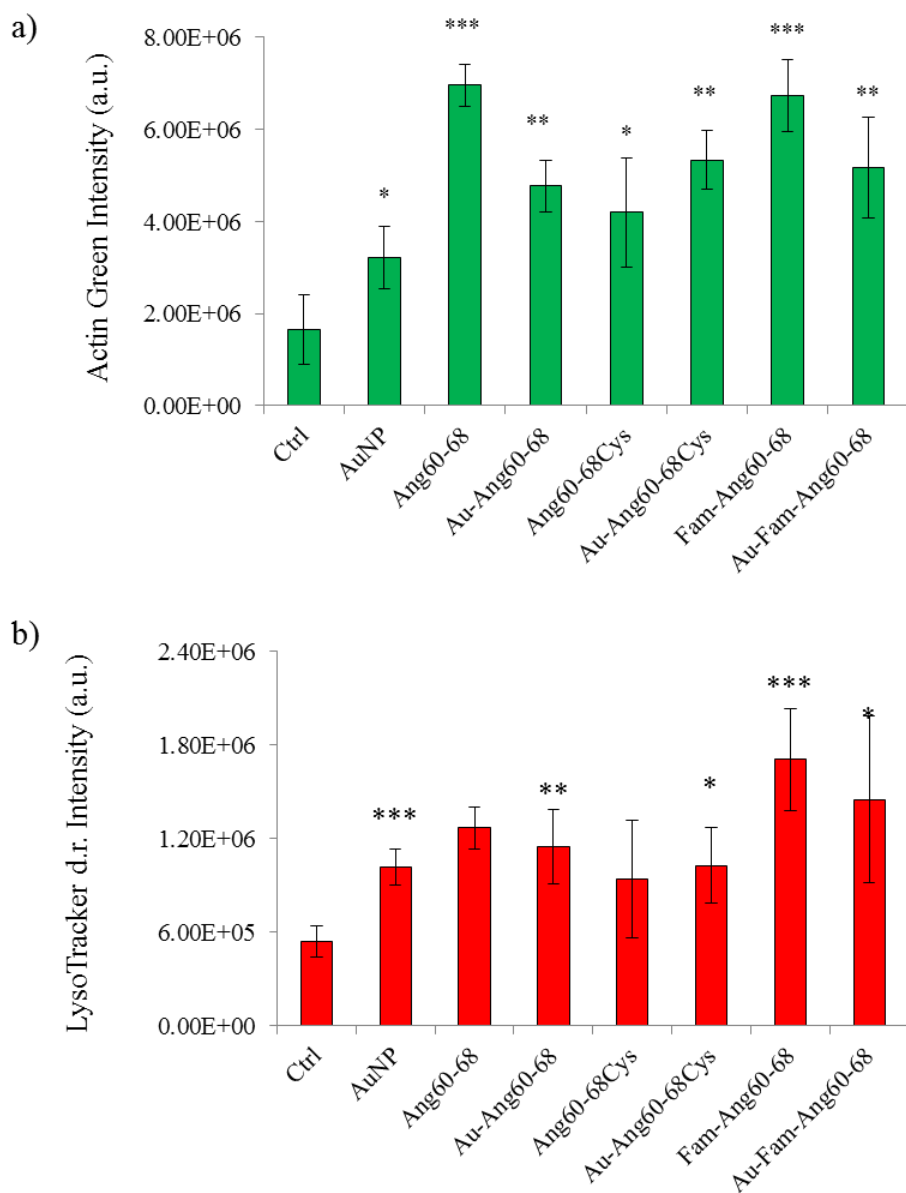 a)
Actin Green Intensity (a.u.)
8.00E+06
6.00E+06
4.00E+06
2.00E+06
0.00E+00
*
***
**
*
**
***
**
Ctrl
AuNP
Ang60-68
Au-Ang60-68
Ang60-68Cys
Au-Ang60-68Cys
Fam-Ang60-68
Au-Fam-Ang60-68
b)
LysoTracker d.r. Intensity (a.u.)
2.40E+06
1.80E+06
1.20E+06
6.00E+05
0.00E+00
***
**
*
***
*
Ctrl
AuNP
Ang60-68
Au-Ang60-68
Ang60-68Cys
Au-Ang60-68Cys
Fam-Ang60-68
Au-Fam-Ang60-68